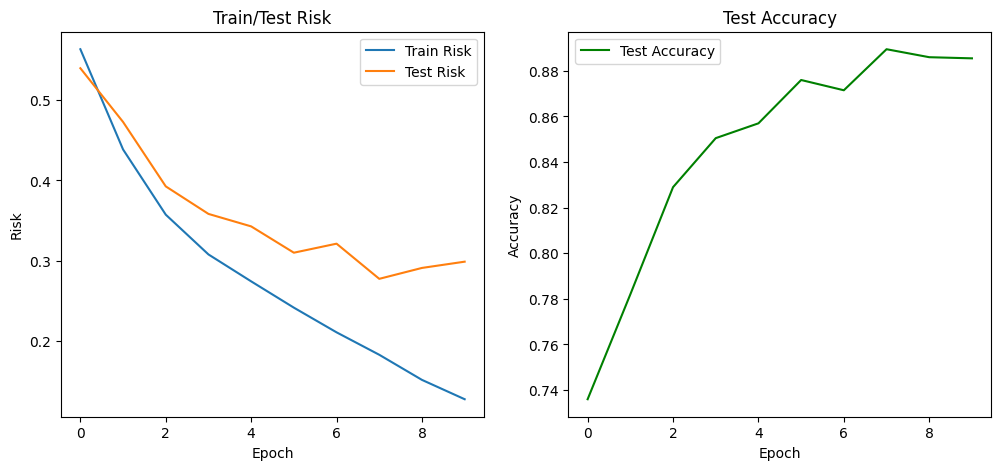 Train/Test Risk
Train Risk
Test Risk
0.5
0.4
0.3
0.2
Risk
0 2 4 6 8
Epoch
Test Accuracy
Test Accuracy
0.88
0.86
0.84
0.82
0.80
0.78
0.76
0.74
Accuracy
0 2 4 6 8
Epoch